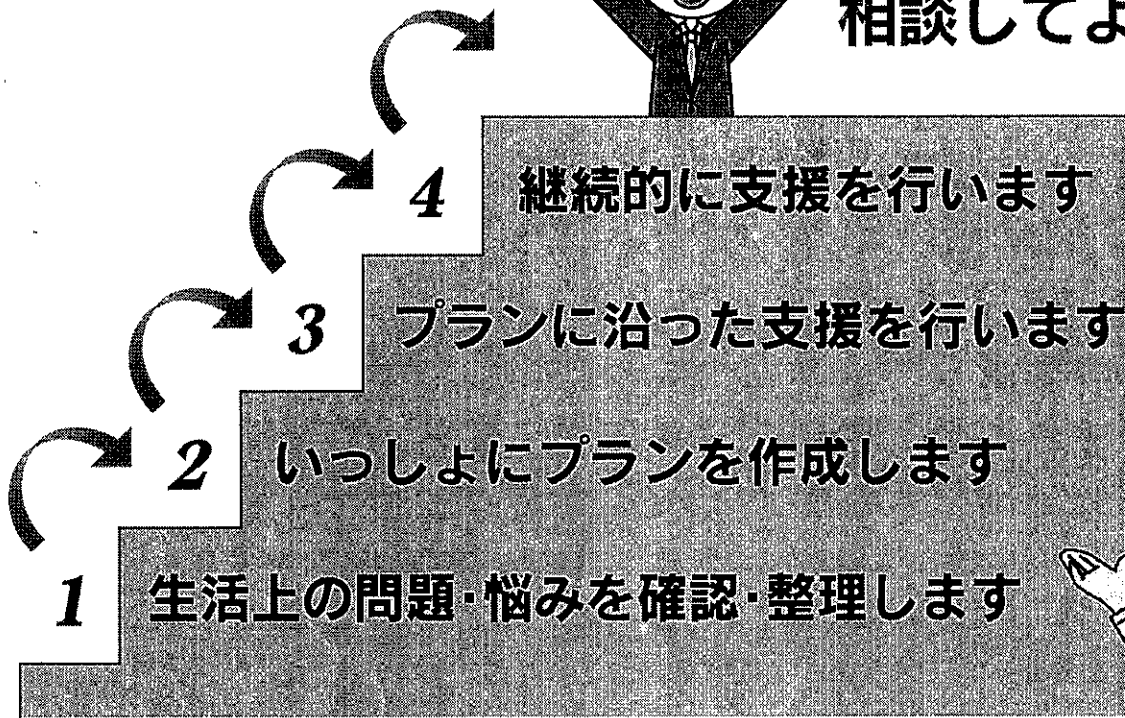 相談してよ
4 継続的に支援を行います
3 プランに沿った支援を行います
2 いっしょにプランを作成します
1 生活上の問題・悩みを確認・整理します